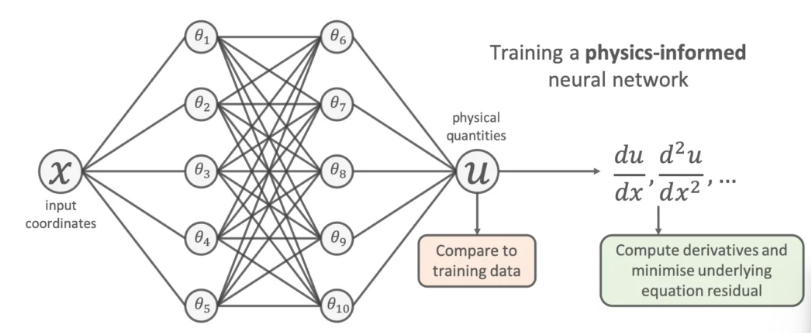 Training a physics-informed
neural network
x
input
coordinates
θ1
θ2
θ3
θ4
θ5
θ6
θ7
θ8
θ9
θ10
physical
quantities
u
du/dx, d²u/dx², ...
Compare to
training data
Compute derivatives and
minimise underlying
equation residual